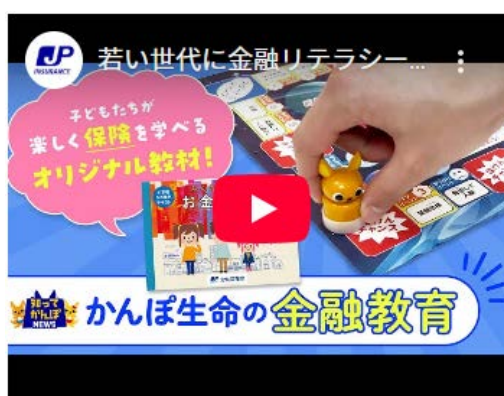 JP
INSURANCE
若い世代に金融リテラシー...
子どもたちが
楽しく保険を学べる
オリジナル教材!
お金
JP かんぽ生命
知って
かんぽ
NEWS
かんぽ生命の金融教育